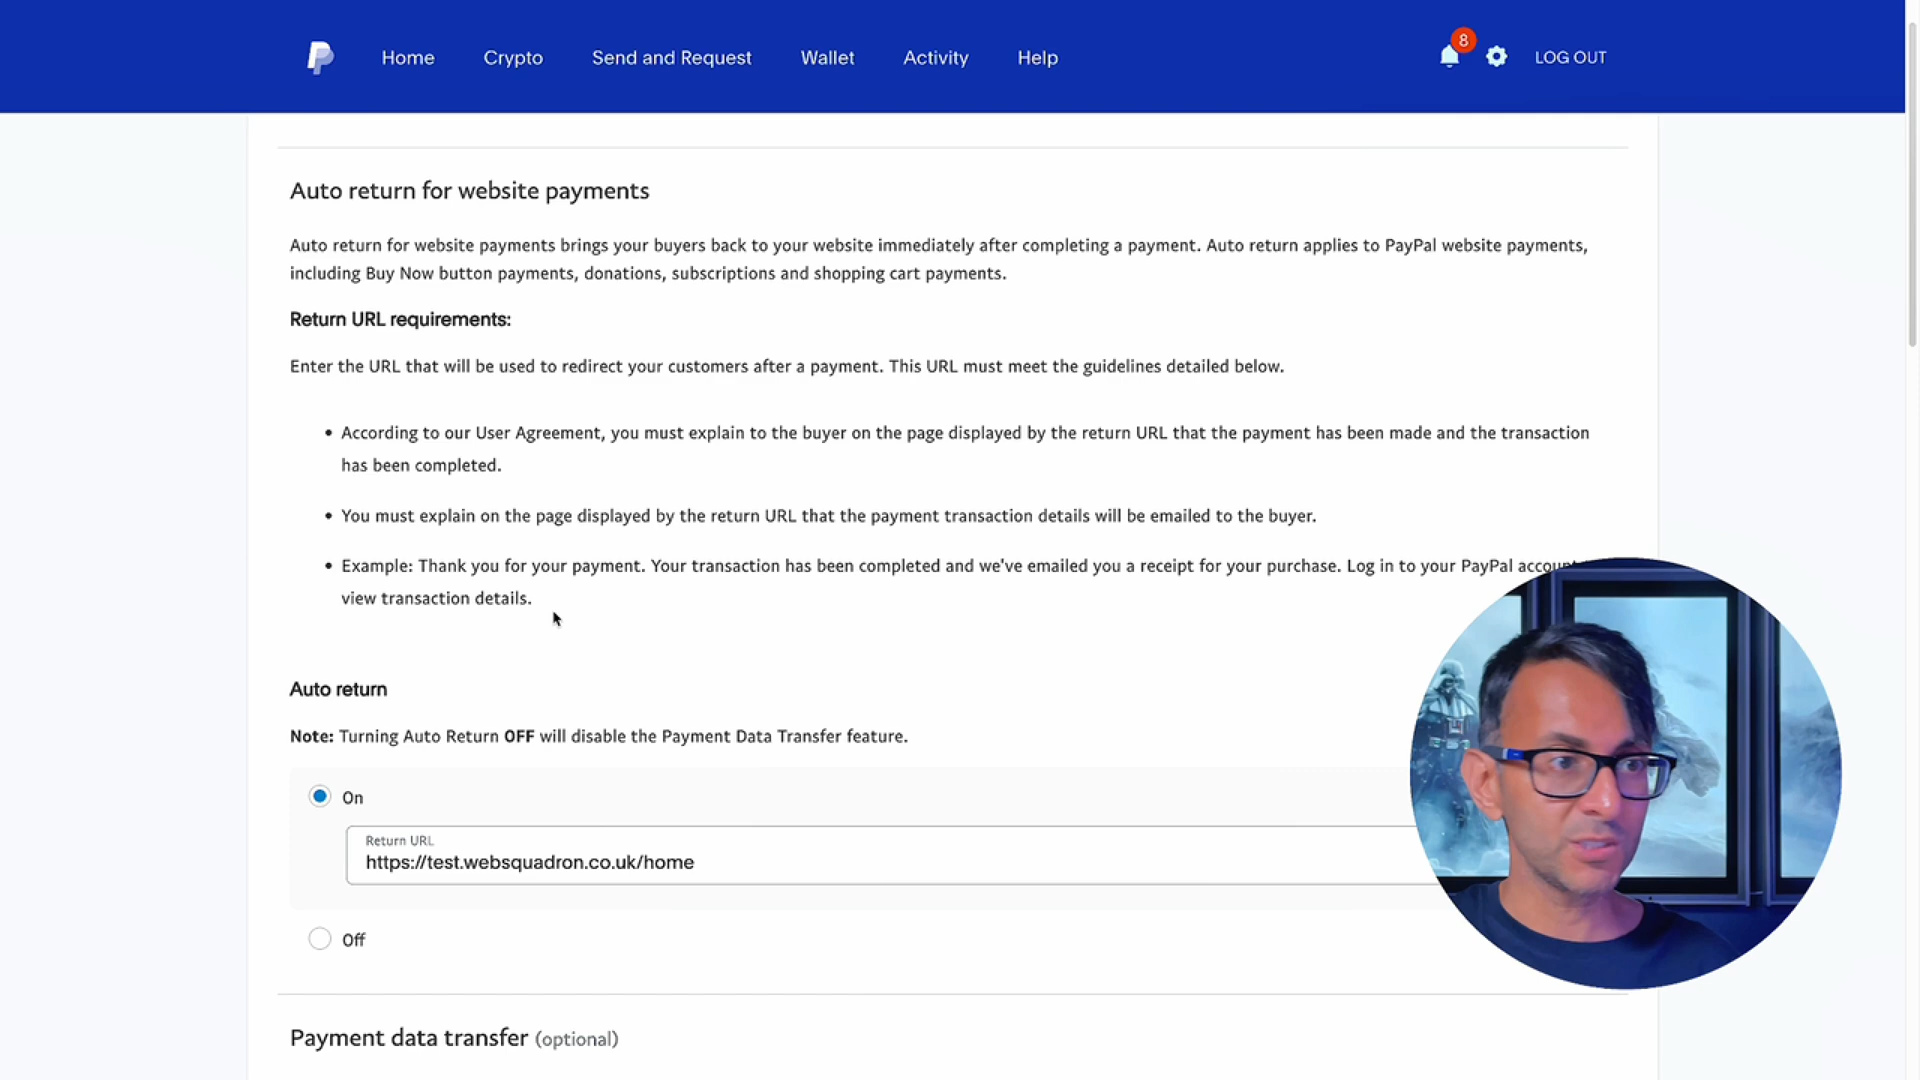 Home Crypto Send and Request Wallet Activity Help 8 LOG OUT
Auto return for website payments
Auto return for website payments brings your buyers back to your website immediately after completing a payment. Auto return applies to PayPal website payments,
including Buy Now button payments, donations, subscriptions and shopping cart payments.
Return URL requirements:
Enter the URL that will be used to redirect your customers after a payment. This URL must meet the guidelines detailed below.
• According to our User Agreement, you must explain to the buyer on the page displayed by the return URL that the payment has been made and the transaction
has been completed.
• You must explain on the page displayed by the return URL that the payment transaction details will be emailed to the buyer.
• Example: Thank you for your payment. Your transaction has been completed and we've emailed you a receipt for your purchase. Log in to your PayPal account
view transaction details.
Auto return
Note: Turning Auto Return OFF will disable the Payment Data Transfer feature.
On
Return URL
https://test.websquadron.co.uk/home
Off
Payment data transfer (optional)